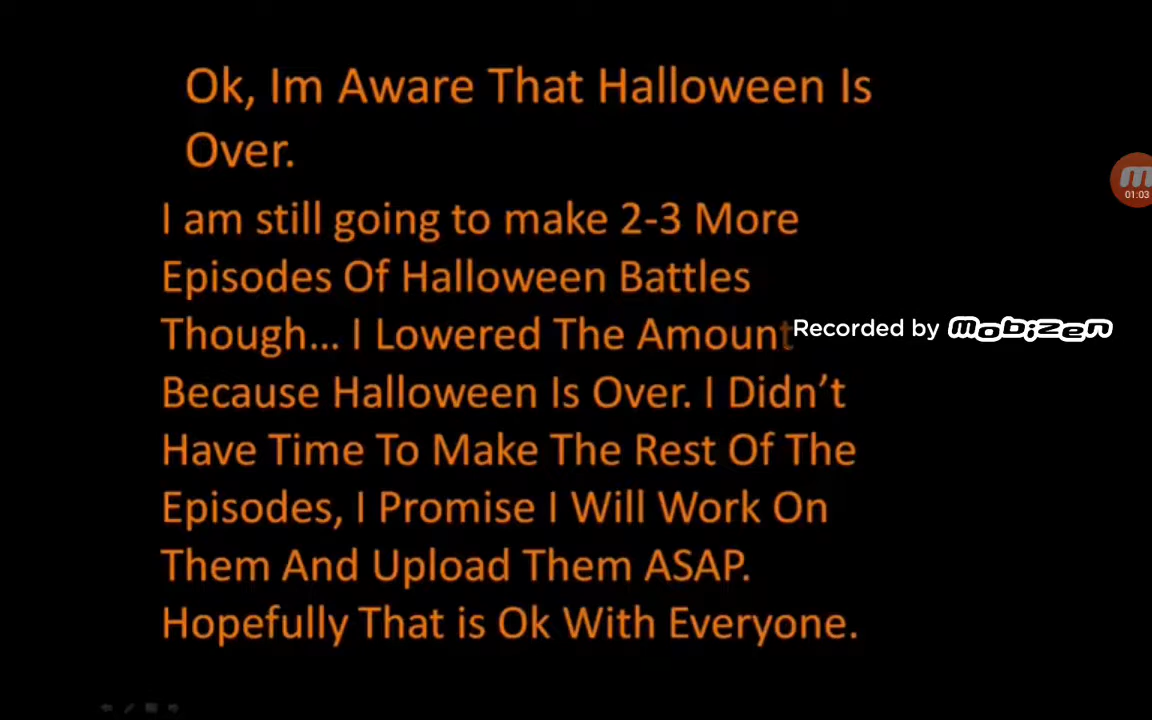 Ok, Im Aware That Halloween Is
Over.
I am still going to make 2-3 More
Episodes Of Halloween Battles
Though... I Lowered The Amount
Recorded by mobizen
01:03
Because Halloween Is Over. I Didn’t
Have Time To Make The Rest Of The
Episodes, I Promise I Will Work On
Them And Upload Them ASAP.
Hopefully That is Ok With Everyone.